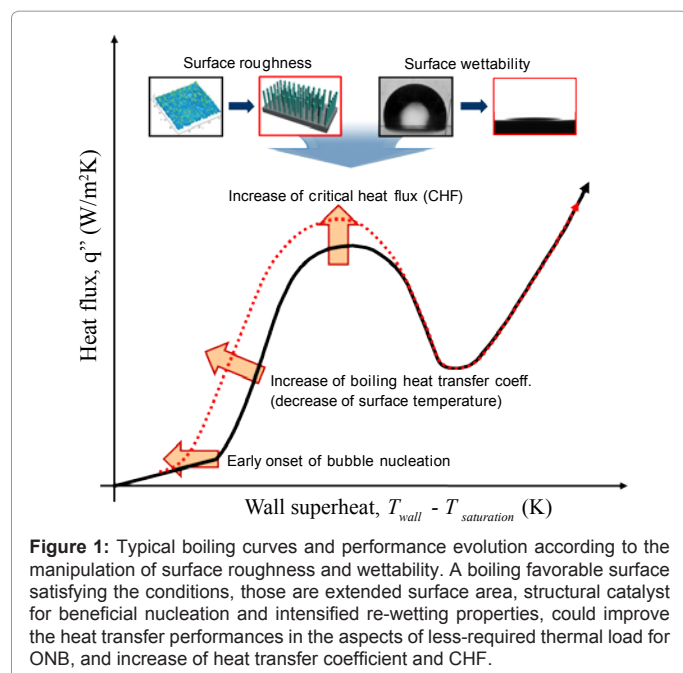 Surface roughness
Surface wettability
Increase of critical heat flux (CHF)
Heat flux, q” (W/m²K)
Increase of boiling heat transfer coeff.
(decrease of surface temperature)
Early onset of bubble nucleation
Wall superheat, T wall - T saturation (K)
Figure 1: Typical boiling curves and performance evolution according to the
manipulation of surface roughness and wettability. A boiling favorable surface
satisfying the conditions, those are extended surface area, structural catalyst
for beneficial nucleation and intensified re-wetting properties, could improve
the heat transfer performances in the aspects of less-required thermal load for
ONB, and increase of heat transfer coefficient and CHF.